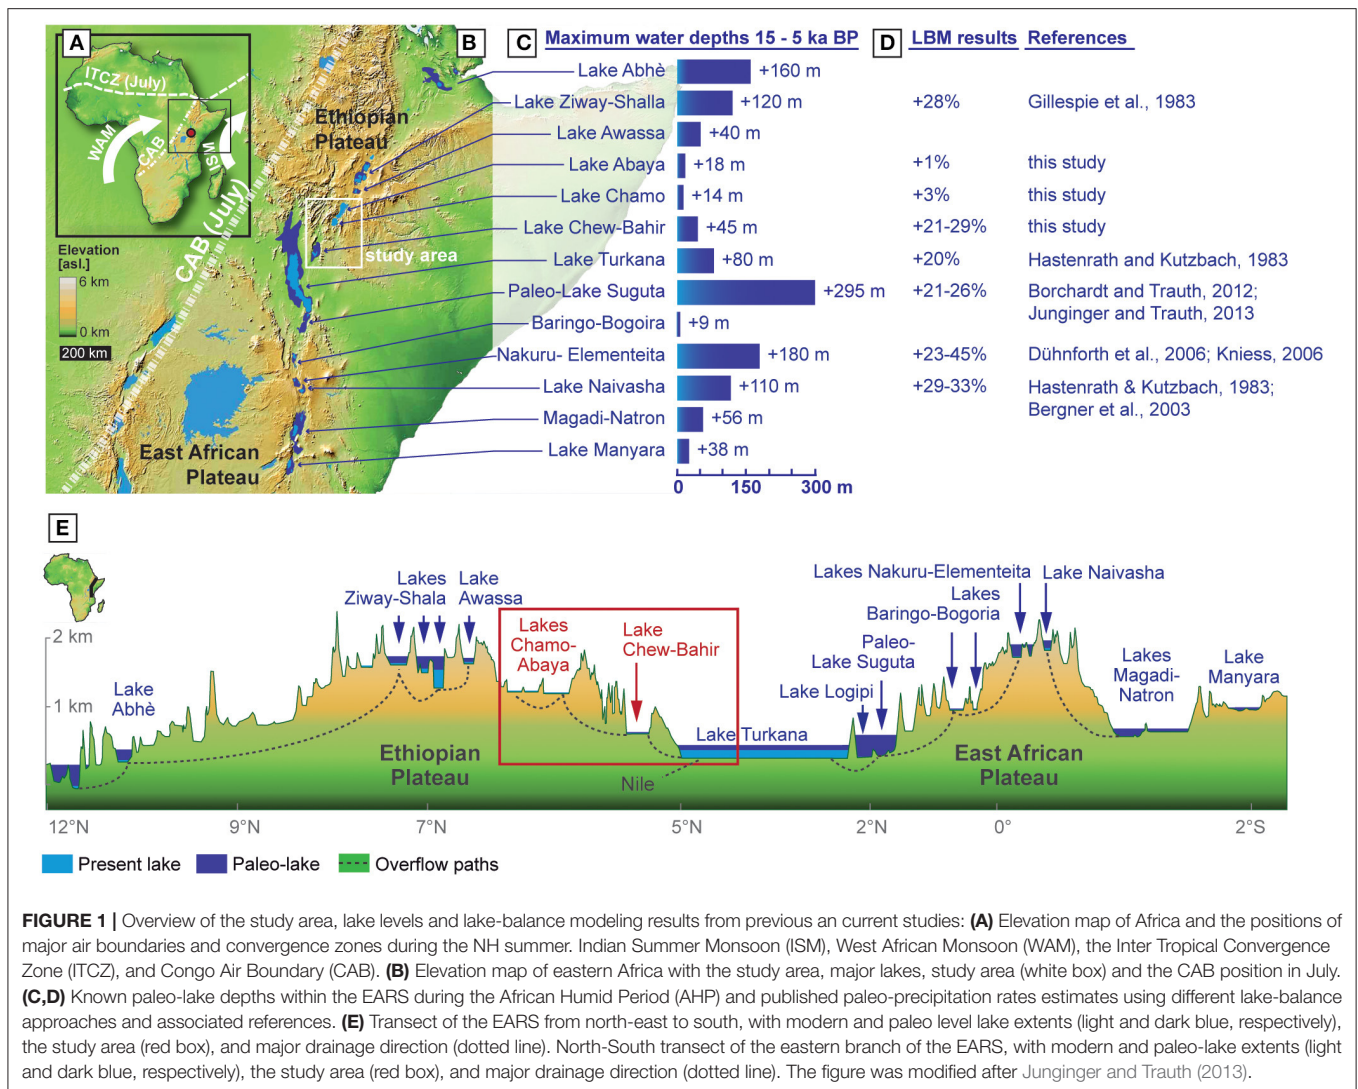 A
ITCZ (July)
WAM
CAB
ISM
Elevation
[asl.]
6 km
0 km
200 km
CAB (July)
B
Ethiopian
Plateau
study area
East African
Plateau
C Maximum water depths 15 - 5 ka BP D LBM results References
Lake Abhè +160 m
Lake Ziway-Shalla +120 m +28% Gillespie et al., 1983
Lake Awassa +40 m
Lake Abaya +18 m +1% this study
Lake Chamo +14 m +3% this study
Lake Chew-Bahir +45 m +21-29% this study
Lake Turkana +80 m +20% Hastenrath and Kutzbach, 1983
Paleo-Lake Suguta +295 m +21-26% Borchardt and Trauth, 2012;
Junginger and Trauth, 2013
Baringo-Bogoira +9 m
Nakuru- Elementeita +180 m +23-45% Dühnforth et al., 2006; Kniess, 2006
Lake Naivasha +110 m +29-33% Hastenrath & Kutzbach, 1983;
Bergner et al., 2003
Magadi-Natron +56 m
Lake Manyara +38 m
0 150 300 m
E
2 km
1 km
Lake
Abhè
Lakes
Ziway-Shala
Lake
Awassa
Lakes
Chamo-
Abaya
Lake
Chew-Bahir
Lake Turkana
Nile
Lakes Nakuru-Elementeita
Lake Naivasha
Lakes
Baringo-Bogoria
Paleo-
Lake Suguta
Lake Logipi
Lakes
Magadi-
Natron
Lake
Manyara
Ethiopian
Plateau
East African
Plateau
12°N 9°N 7°N 5°N 2°N 0° 2°S
Present lake Paleo-lake Overflow paths
FIGURE 1 | Overview of the study area, lake levels and lake-balance modeling results from previous an current studies: (A) Elevation map of Africa and the positions of
major air boundaries and convergence zones during the NH summer. Indian Summer Monsoon (ISM), West African Monsoon (WAM), the Inter Tropical Convergence
Zone (ITCZ), and Congo Air Boundary (CAB). (B) Elevation map of eastern Africa with the study area, major lakes, study area (white box) and the CAB position in July.
(C,D) Known paleo-lake depths within the EARS during the African Humid Period (AHP) and published paleo-precipitation rates estimates using different lake-balance
approaches and associated references. (E) Transect of the EARS from north-east to south, with modern and paleo level lake extents (light and dark blue, respectively),
the study area (red box), and major drainage direction (dotted line). North-South transect of the eastern branch of the EARS, with modern and paleo-lake extents (light
and dark blue, respectively), the study area (red box), and major drainage direction (dotted line). The figure was modified after Junginger and Trauth (2013).